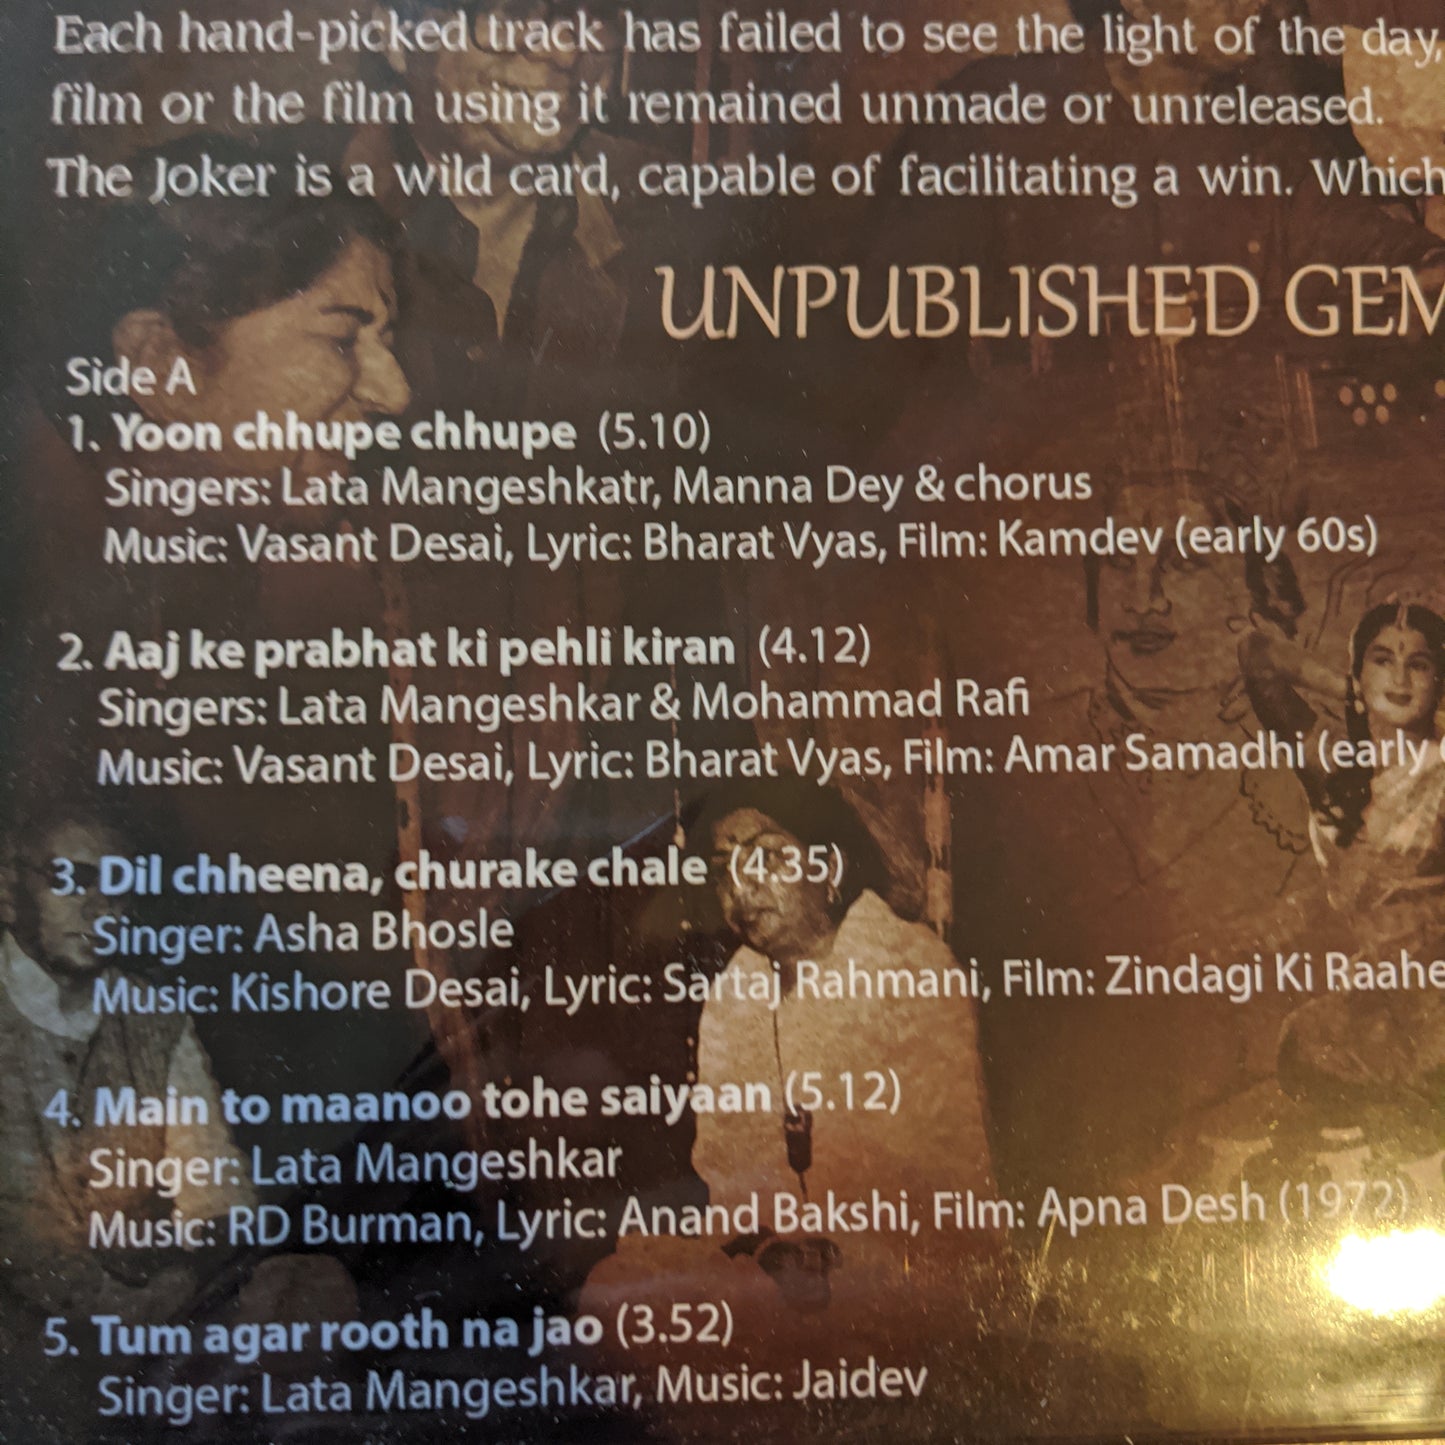 Each hand-picked track has failed to see the light of the day,
film or the film using it remained unmade or unreleased.
The Joker is a wild card, capable of facilitating a win. Which
UNPUBLISHED GEM
Side A
1. Yoon chhupe chhupe (5.10)
Singers: Lata Mangeshkatr, Manna Dey & chorus
Music: Vasant Desai, Lyric: Bharat Vyas, Film: Kamdev (early 60s)
2. Aaj ke prabhat ki pehli kiran (4.12)
Singers: Lata Mangeshkar & Mohammad Rafi
Music: Vasant Desai, Lyric: Bharat Vyas, Film: Amar Samadhi (early
3. Dil chheena, churake chale (4.35)
Singer: Asha Bhosle
Music: Kishore Desai, Lyric: Sartaj Rahmani, Film: Zindagi Ki Raahe
4. Main to maanoo tohe saiyaan (5.12)
Singer: Lata Mangeshkar
Music: RD Burman, Lyric: Anand Bakshi, Film: Apna Desh (1972)
5. Tum agar rooth na jao (3.52)
Singer: Lata Mangeshkar, Music: Jaidev